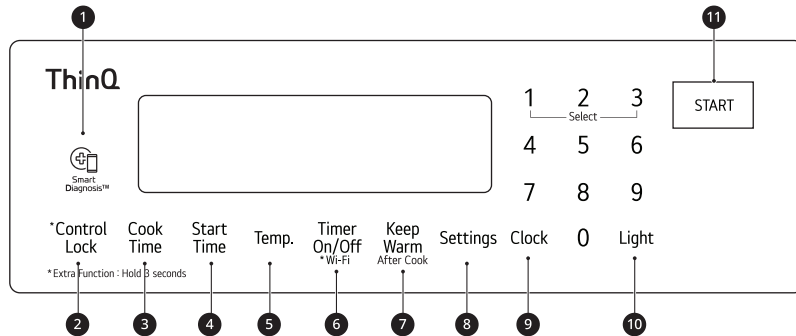 1
11
ThinQ
1 2 3
Select
START
4 5 6
Smart
Diagnosis™
7 8 9
*Control
Lock
Cook
Time
Start
Time
Temp.
Timer
On/Off
*Wi-Fi
Keep
Warm
After Cook
Settings
Clock
0
Light
*Extra Function : Hold 3 seconds
2 3 4 5 6 7 8 9 10